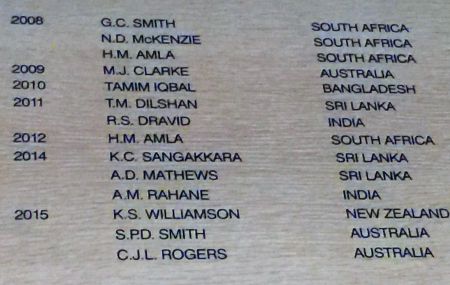 2008 G.C. SMITH SOUTH AFRICA
N.D. McKENZIE SOUTH AFRICA
H.M. AMLA SOUTH AFRICA
2009 M.J. CLARKE AUSTRALIA
2010 TAMIM IQBAL BANGLADESH
2011 T.M. DILSHAN SRI LANKA
R.S. DRAVID INDIA
2012 H.M. AMLA SOUTH AFRICA
2014 K.C. SANGAKKARA SRI LANKA
A.D. MATHEWS SRI LANKA
A.M. RAHANE INDIA
2015 K.S. WILLIAMSON NEW ZEALAND
S.P.D. SMITH AUSTRALIA
C.J.L. ROGERS AUSTRALIA